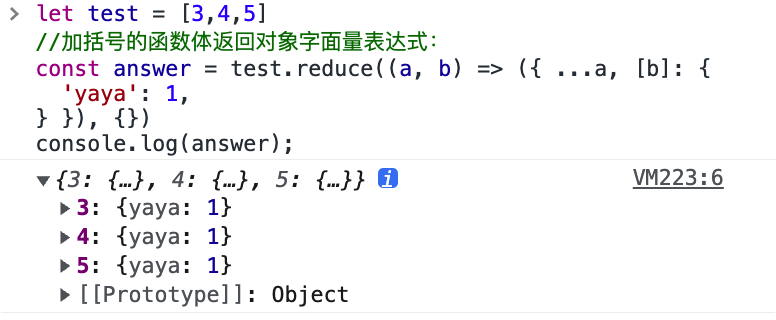 let test = [3,4,5]
//加括号的函数体返回对象字面量表达式：
const answer = test.reduce((a, b) => ({ ...a, [b]: {
'yaya': 1,
} }), {})
console.log(answer);
{3: {…}, 4: {…}, 5: {…}} i VM223:6
3: {yaya: 1}
4: {yaya: 1}
5: {yaya: 1}
[[Prototype]]: Object